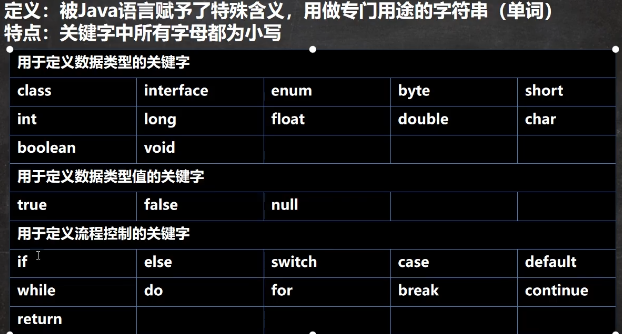 定义：被Java语言赋予了特殊含义，用做专门用途的字符串（单词）
特点：关键字中所有字母都为小写
用于定义数据类型的关键字
class interface enum byte short
int long float double char
boolean void
用于定义数据类型值的关键字
true false null
用于定义流程控制的关键字
if else switch case default
while do for break continue
return